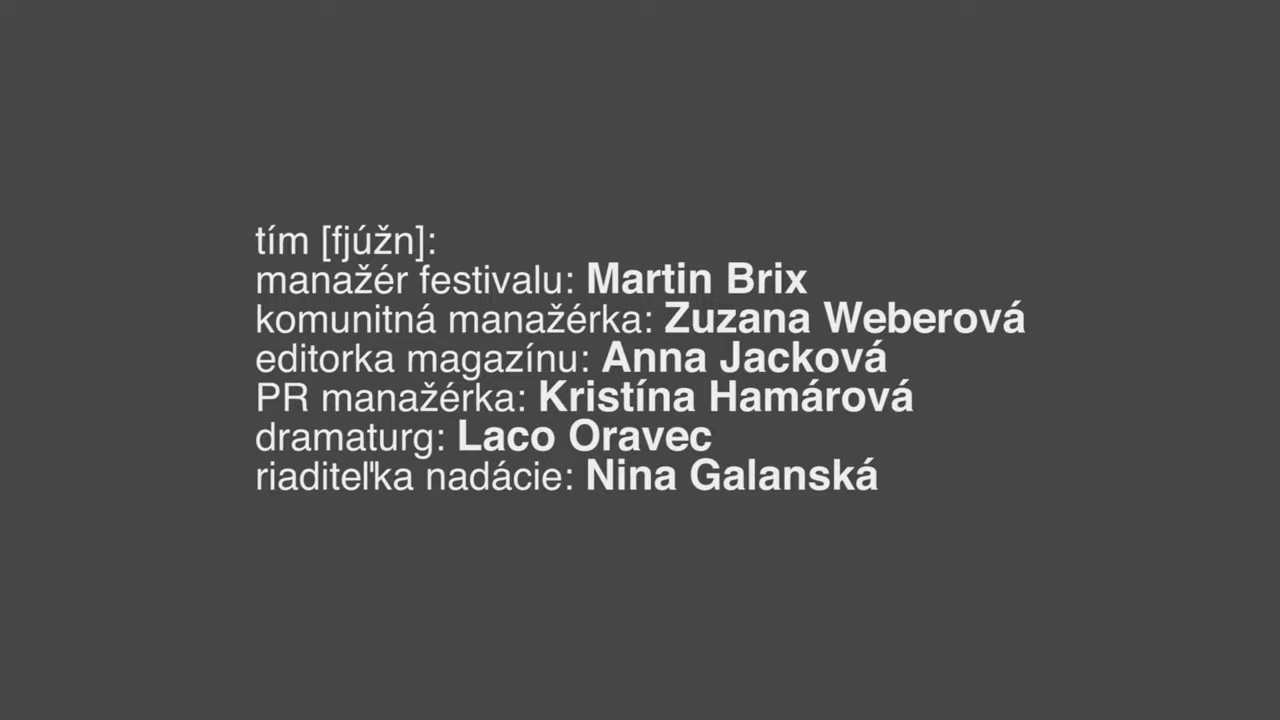 tím [fjúžn]:
manažér festivalu: Martin Brix
komunitná manažérka: Zuzana Weberová
editorka magazínu: Anna Jacková
PR manažérka: Kristína Hamárová
dramaturg: Laco Oravec
riaditeľka nadácie: Nina Galanská